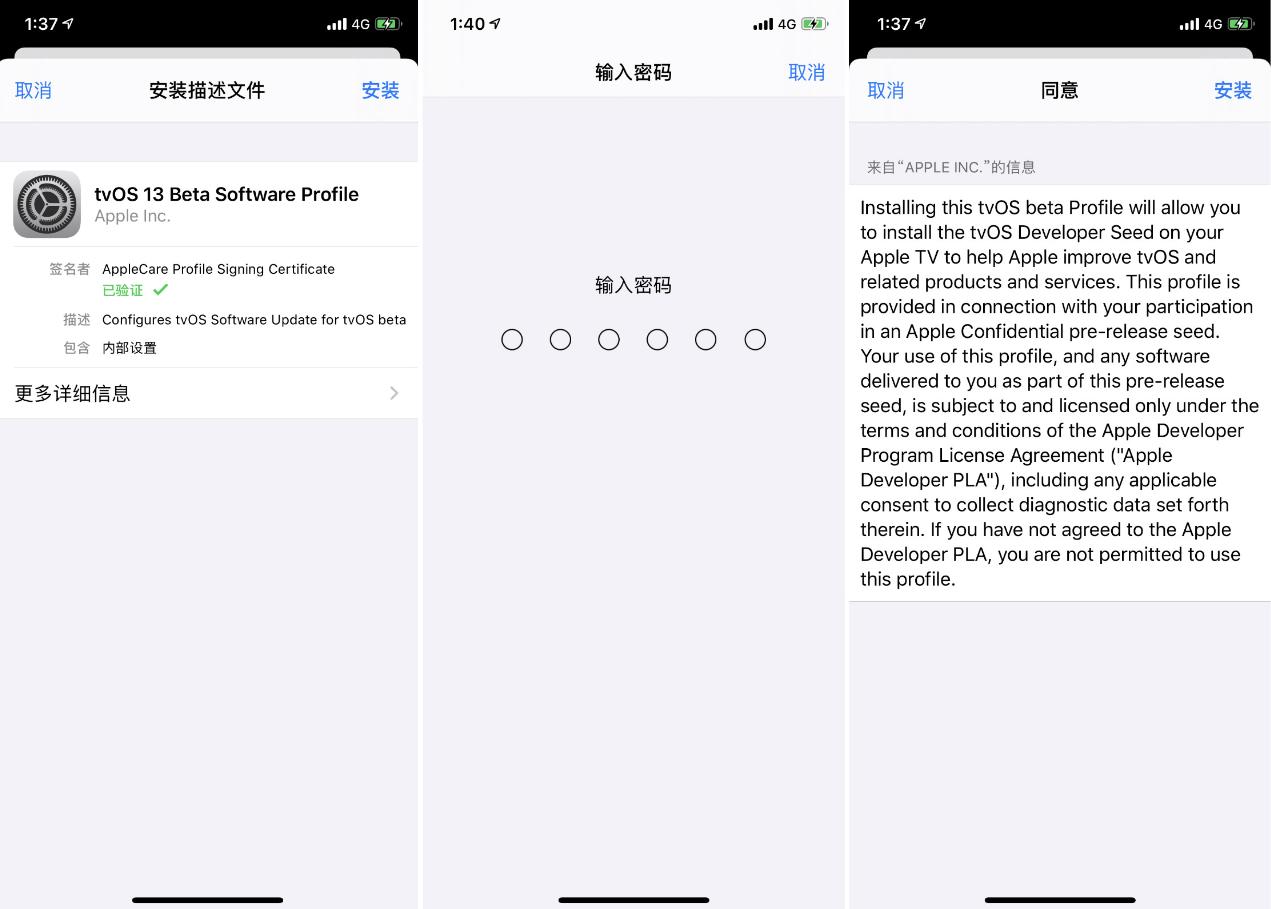 1:37
4G
取消
安装描述文件
安装
tvOS 13 Beta Software Profile
Apple Inc.
签名者 AppleCare Profile Signing Certificate
已验证
描述 Configures tvOS Software Update for tvOS beta
包含 内部设置
更多详细信息
1:40
4G
输入密码
取消
输入密码
1:37
4G
取消
同意
安装
来自“APPLE INC.”的信息
Installing this tvOS beta Profile will allow you
to install the tvOS Developer Seed on your
Apple TV to help Apple improve tvOS and
related products and services. This profile is
provided in connection with your participation
in an Apple Confidential pre-release seed.
Your use of this profile, and any software
delivered to you as part of this pre-release
seed, is subject to and licensed only under the
terms and conditions of the Apple Developer
Program License Agreement ("Apple
Developer PLA"), including any applicable
consent to collect diagnostic data set forth
therein. If you have not agreed to the Apple
Developer PLA, you are not permitted to use
this profile.